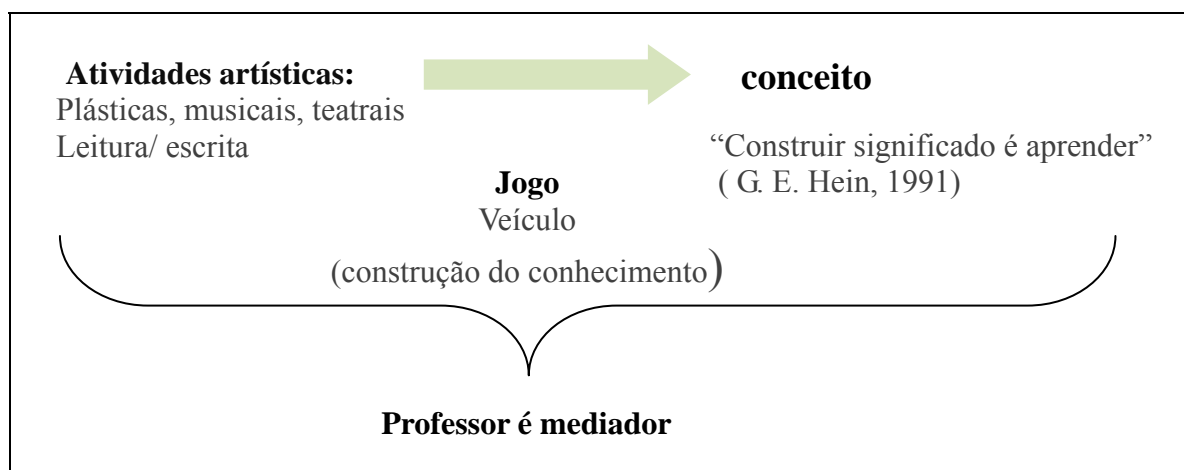 Atividades artísticas:
Plásticas, musicais, teatrais
Leitura/ escrita
conceito
“Construir significado é aprender”
( G. E. Hein, 1991)
Jogo
Veículo
(construção do conhecimento)
Professor é mediador